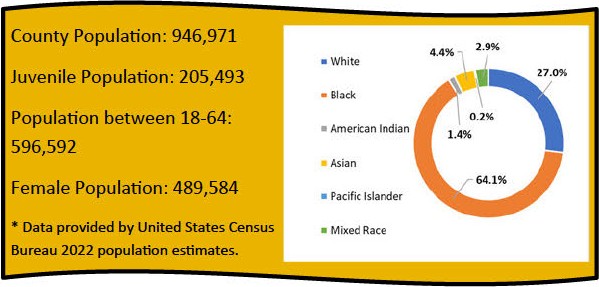 County Population: 946,971
Juvenile Population: 205,493
Population between 18-64:
596,592
Female Population: 489,584
* Data provided by United States Census
Bureau 2022 population estimates.
White
Black
American Indian
Asian
Pacific Islander
Mixed Race
4.4%
2.9%
27.0%
0.2%
1.4%
64.1%